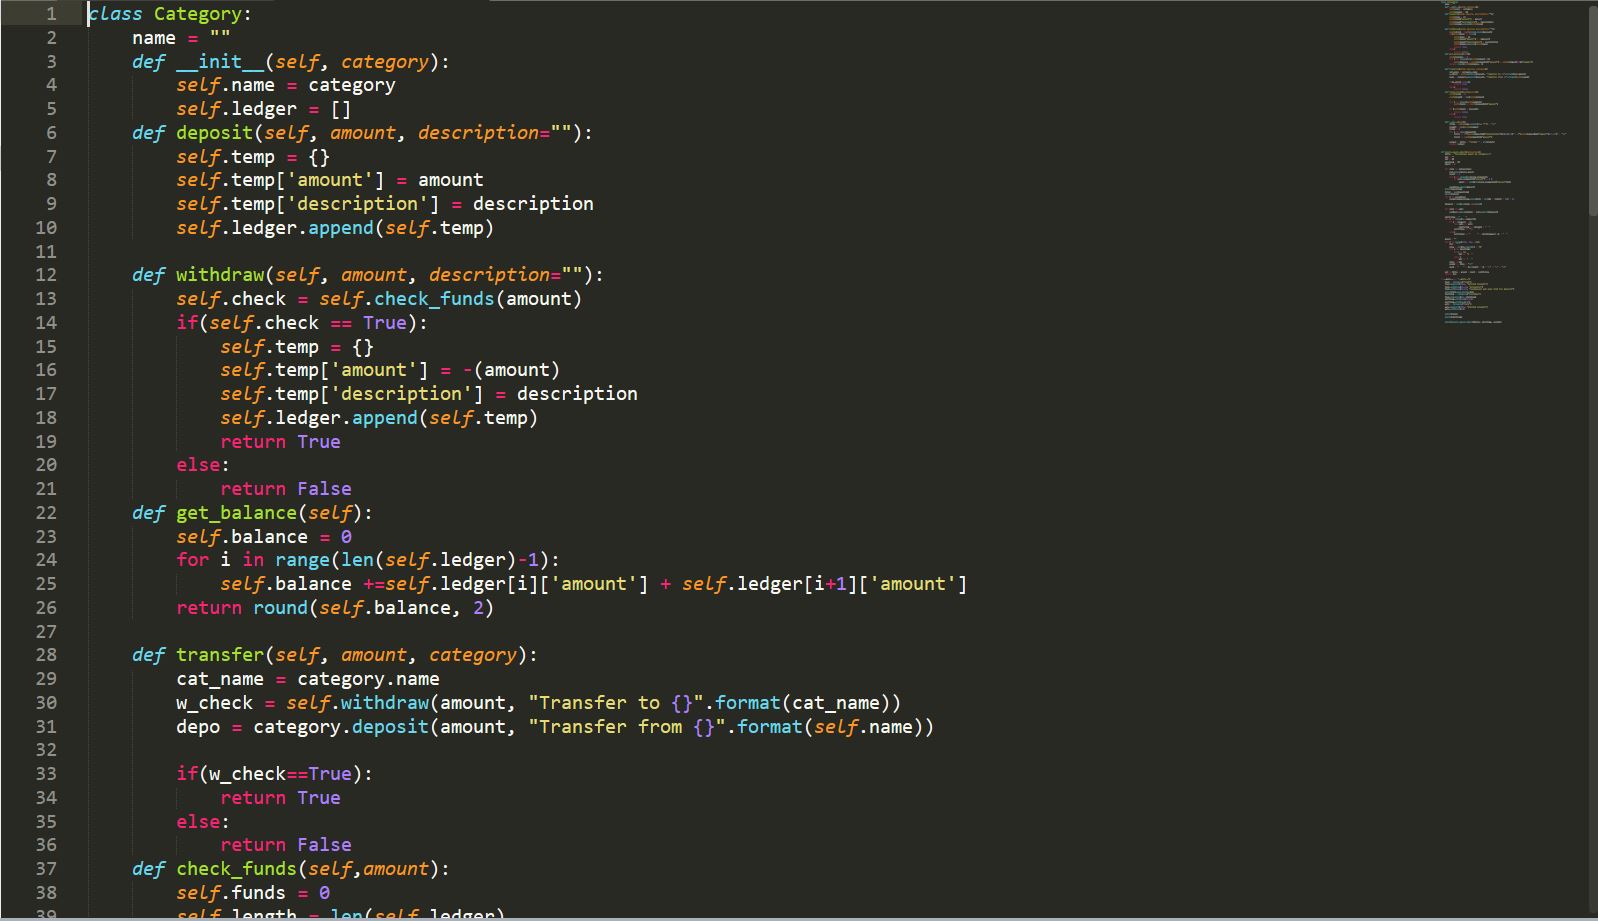 1 class Category:
2     name = ""
3     def __init__(self, category):
4         self.name = category
5         self.ledger = []
6     def deposit(self, amount, description=""):
7         self.temp = {}
8         self.temp['amount'] = amount
9         self.temp['description'] = description
10         self.ledger.append(self.temp)
11
12     def withdraw(self, amount, description=""):
13         self.check = self.check_funds(amount)
14         if(self.check == True):
15             self.temp = {}
16             self.temp['amount'] = -(amount)
17             self.temp['description'] = description
18             self.ledger.append(self.temp)
19             return True
20         else:
21             return False
22     def get_balance(self):
23         self.balance = 0
24         for i in range(len(self.ledger)-1):
25             self.balance +=self.ledger[i]['amount'] + self.ledger[i+1]['amount']
26         return round(self.balance, 2)
27
28     def transfer(self, amount, category):
29         cat_name = category.name
30         w_check = self.withdraw(amount, "Transfer to {}".format(cat_name))
31         depo = category.deposit(amount, "Transfer from {}".format(self.name))
32
33         if(w_check==True):
34             return True
35         else:
36             return False
37     def check_funds(self,amount):
38         self.funds = 0
39         self.length = len(self.ledger)